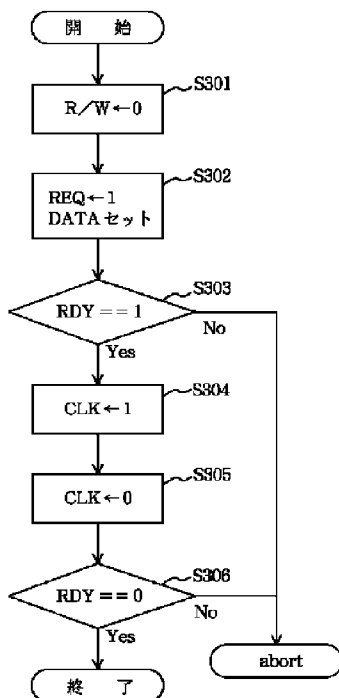 開 始
S301
R/W←0
S302
REQ←1
DATAセット
S303
RDY == 1
No
Yes
S304
CLK←1
S305
CLK←0
S306
RDY == 0
No
Yes
終 了
abort